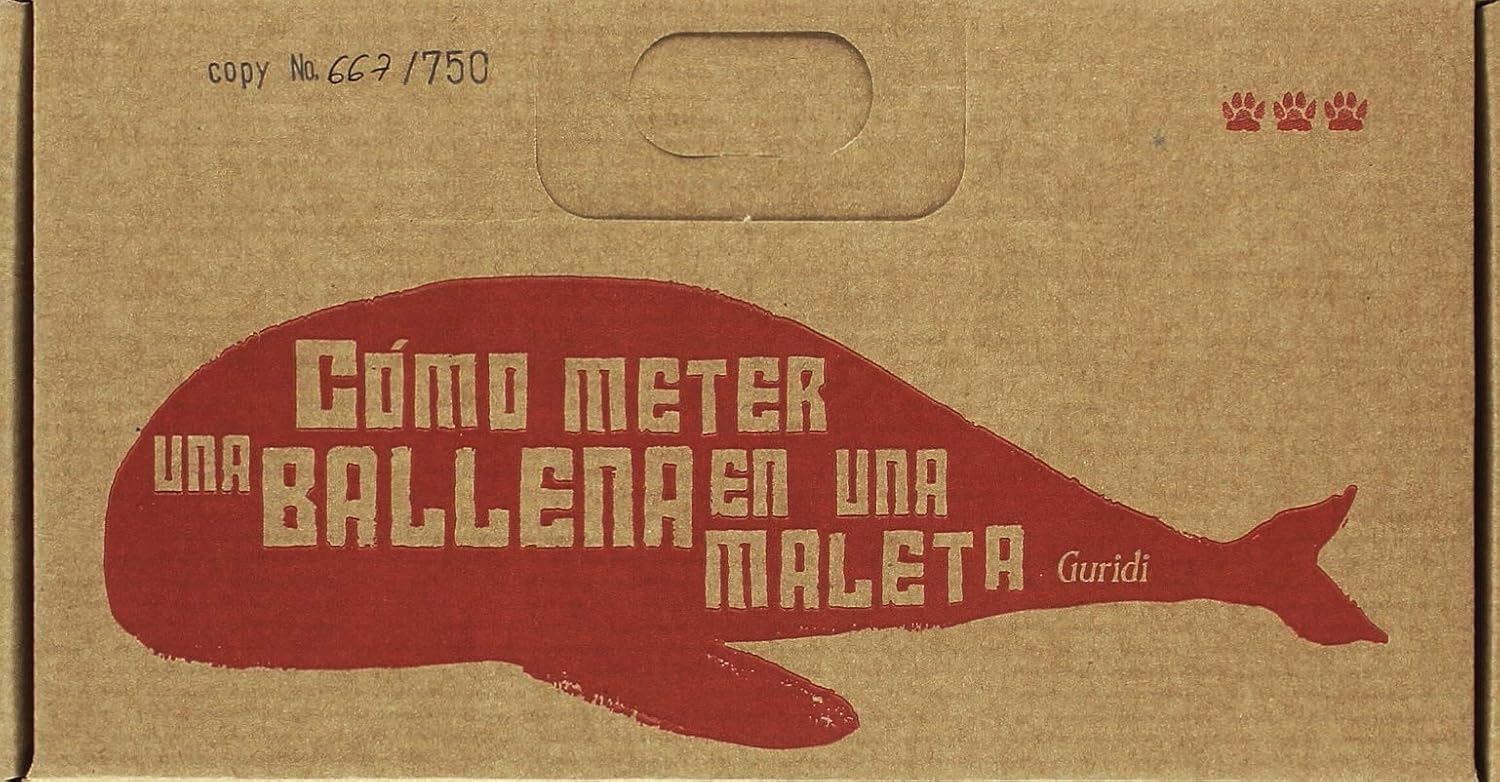 copy No. 667/750
CÓMO METER
UNA BALLENA EN UNA
MALETA Guridi